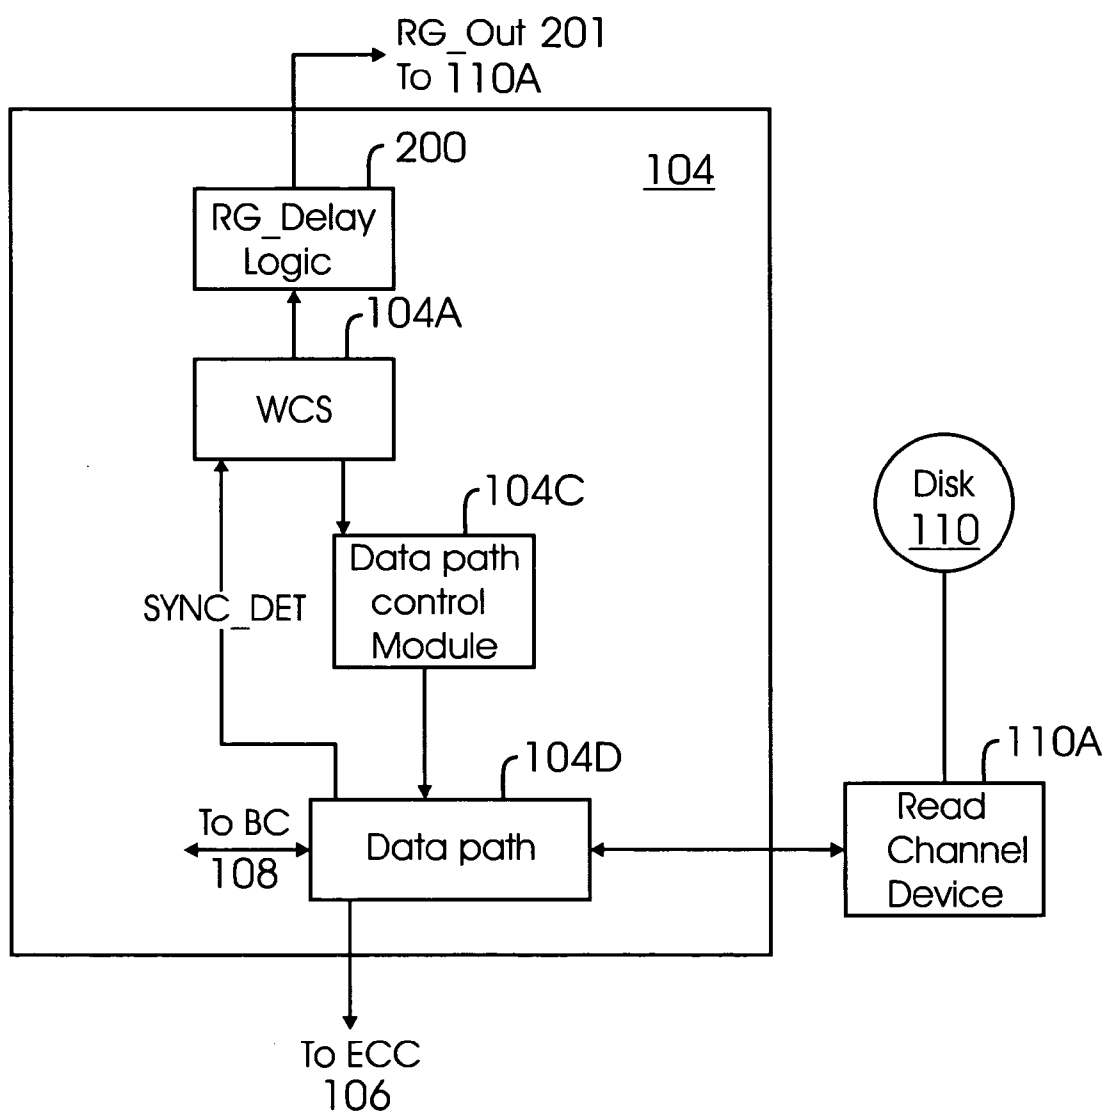 RG_Out 201
To 110A
200
104
RG_Delay
Logic
104A
WCS
104C
Disk
110
Data path
control
Module
SYNC_DET
104D
110A
To BC
108
Data path
Read
Channel
Device
To ECC
106